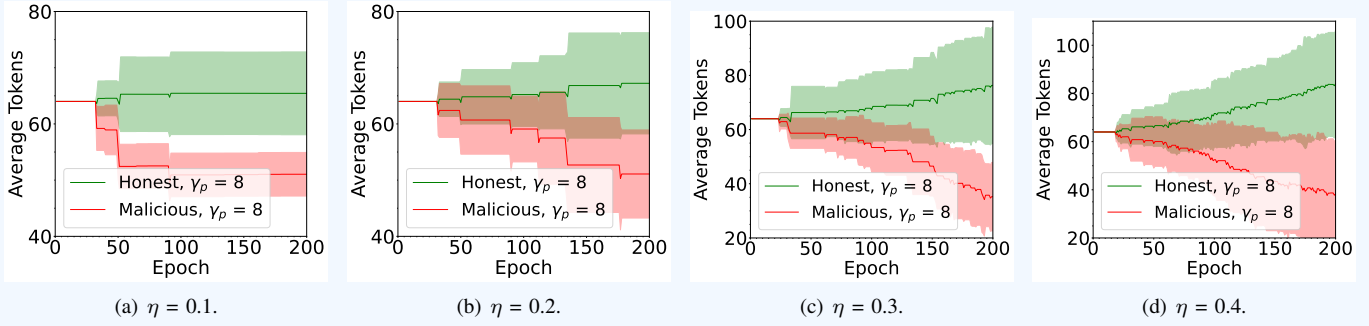 80
60
40
0 50 100 150 200
Average Tokens
Epoch
Honest, γp = 8
Malicious, γp = 8
(a) η = 0.1.
80
60
40
0 50 100 150 200
Average Tokens
Epoch
Honest, γp = 8
Malicious, γp = 8
(b) η = 0.2.
100
80
60
40
20
0 50 100 150 200
Average Tokens
Epoch
Honest, γp = 8
Malicious, γp = 8
(c) η = 0.3.
100
80
60
40
20
0 50 100 150 200
Average Tokens
Epoch
Honest, γp = 8
Malicious, γp = 8
(d) η = 0.4.